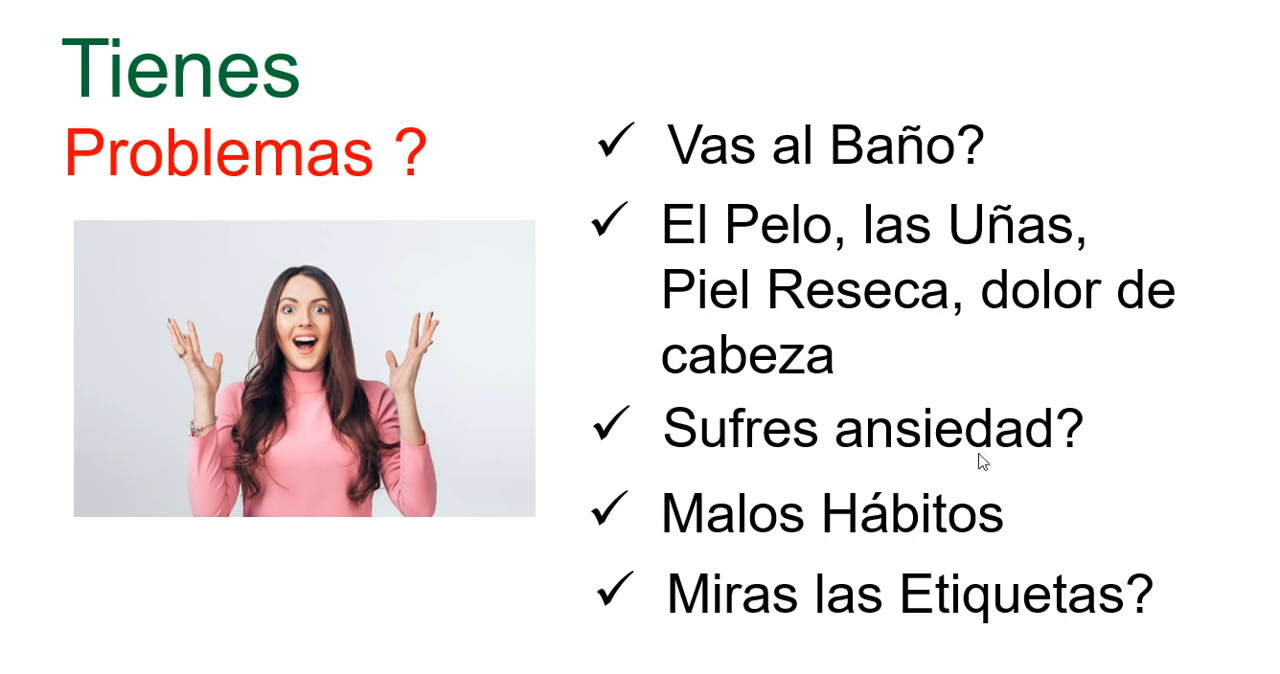 Tienes
Problemas ?
✓ Vas al Baño?
✓ El Pelo, las Uñas,
Piel Reseca, dolor de
cabeza
✓ Sufres ansiedad?
✓ Malos Hábitos
✓ Miras las Etiquetas?